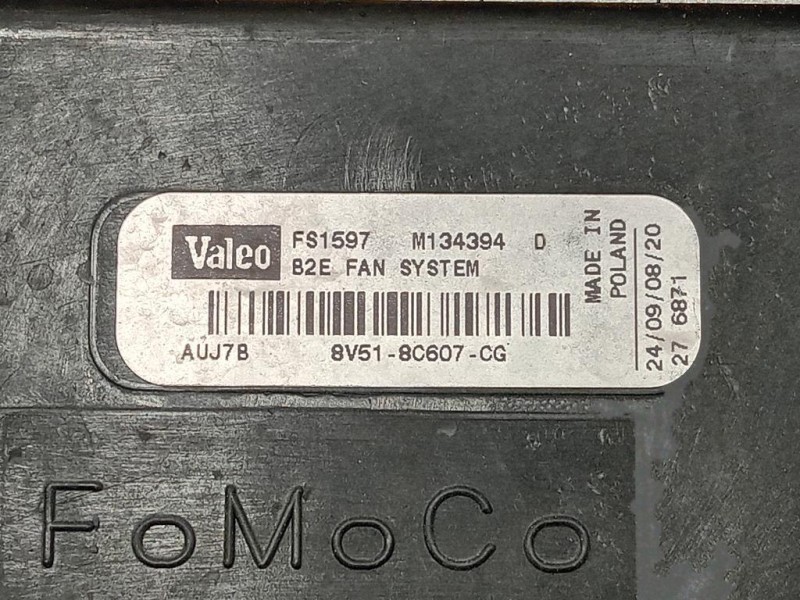 Valeo
FS1597 M134394 D
B2E FAN SYSTEM
AUJ7B 8V51-8C607-CG
MADE IN
POLAND
24/09/08/20
27 6871
FoMoCo